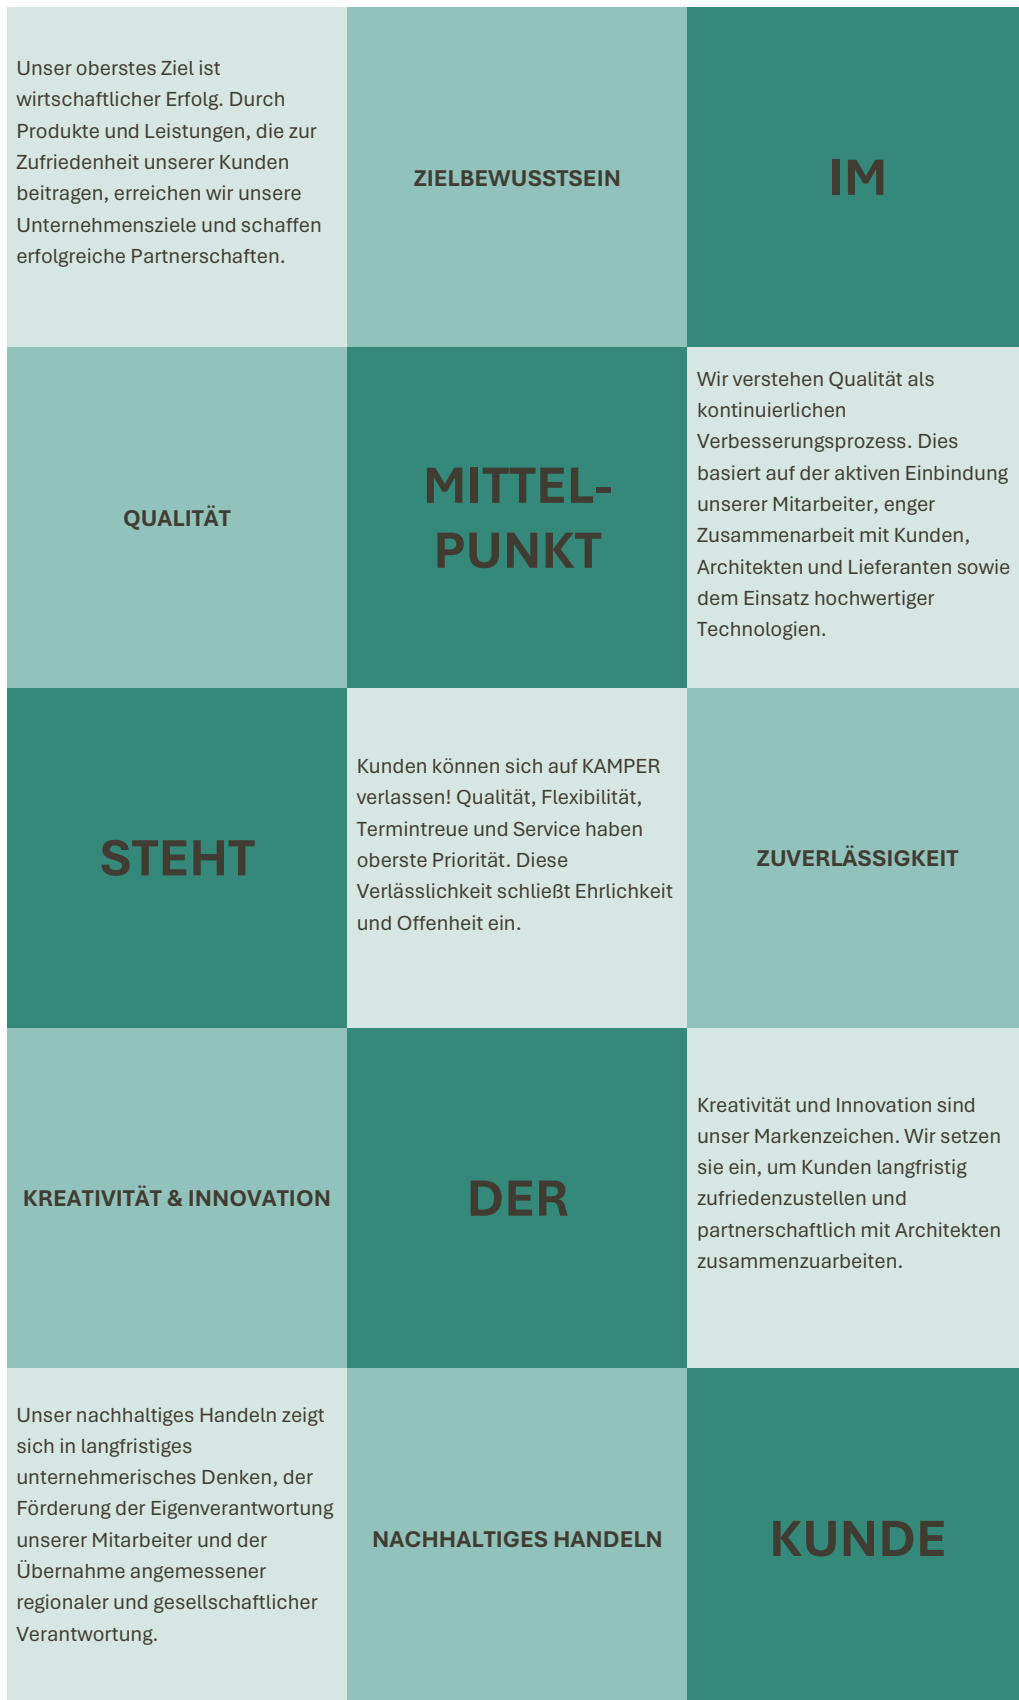 Unser oberstes Ziel ist
wirtschaftlicher Erfolg. Durch
Produkte und Leistungen, die zur
Zufriedenheit unserer Kunden
beitragen, erreichen wir unsere
Unternehmensziele und schaffen
erfolgreiche Partnerschaften.
ZIELBEWUSSTSEIN
IM
QUALITÄT
MITTEL-
PUNKT
Wir verstehen Qualität als
kontinuierlichen
Verbesserungsprozess. Dies
basiert auf der aktiven Einbindung
unserer Mitarbeiter, enger
Zusammenarbeit mit Kunden,
Architekten und Lieferanten sowie
dem Einsatz hochwertiger
Technologien.
STEHT
Kunden können sich auf KAMPER
verlassen! Qualität, Flexibilität,
Termintreue und Service haben
oberste Priorität. Diese
Verlässlichkeit schließt Ehrlichkeit
und Offenheit ein.
ZUVERLÄSSIGKEIT
KREATIVITÄT & INNOVATION
DER
Kreativität und Innovation sind
unser Markenzeichen. Wir setzen
sie ein, um Kunden langfristig
zufriedenzustellen und
partnerschaftlich mit Architekten
zusammenzuarbeiten.
Unser nachhaltiges Handeln zeigt
sich in langfristiges
unternehmerisches Denken, der
Förderung der Eigenverantwortung
unserer Mitarbeiter und der
Übernahme angemessener
regionaler und gesellschaftlicher
Verantwortung.
NACHHALTIGES HANDELN
KUNDE